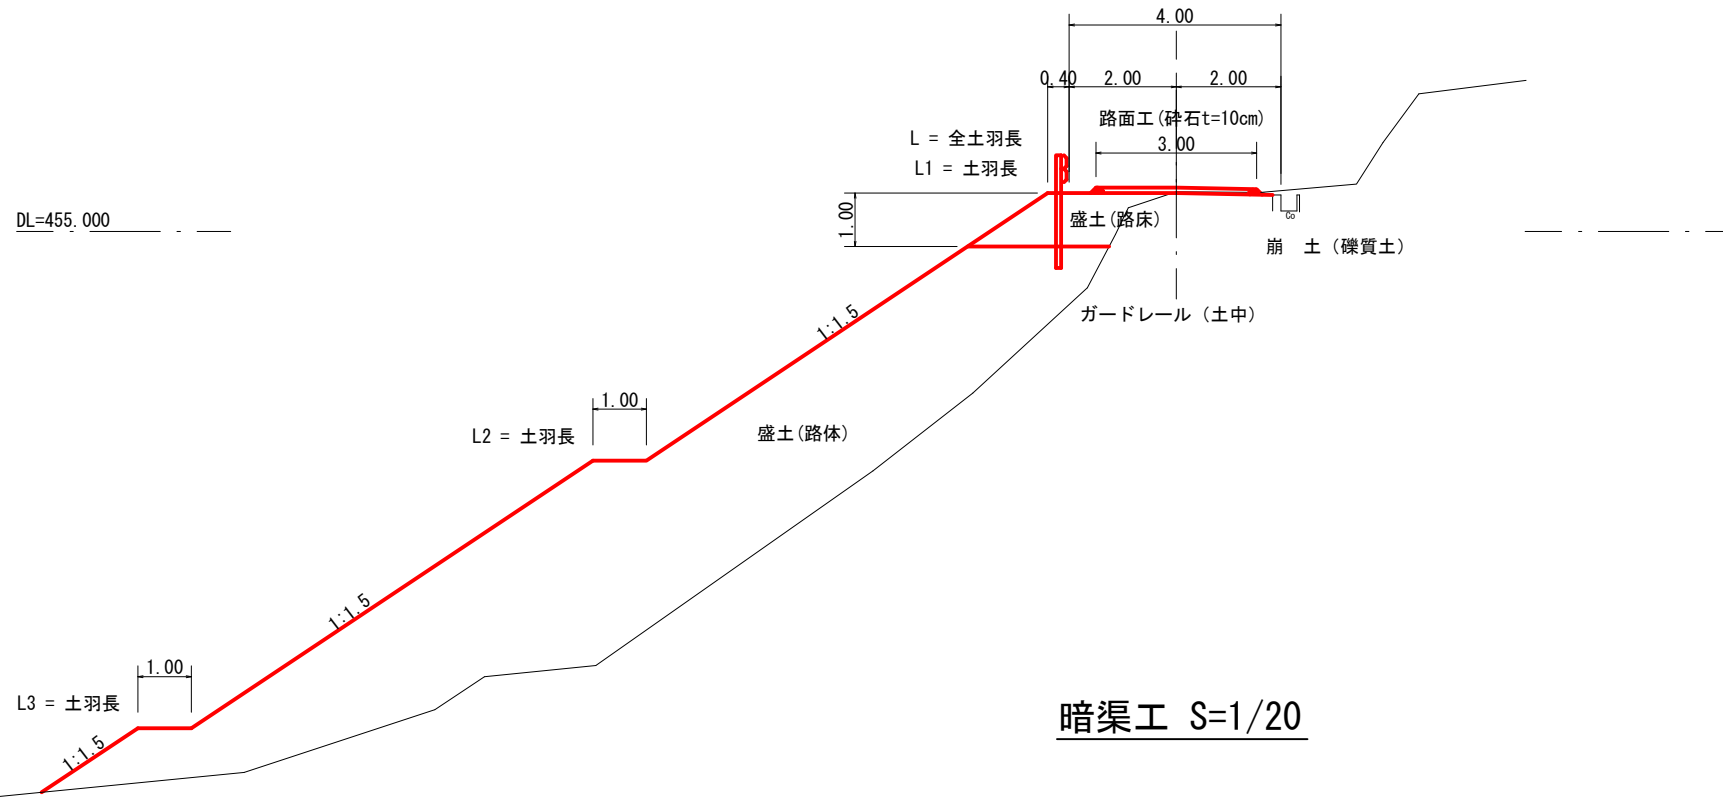 4.00
0.40
2.00
2.00
路面工(砕石t=10cm)
3.00
L = 全土羽長
L1 = 土羽長
DL=455.000
1.00
盛土(路床)
Co
崩　土（礫質土）
ガードレール（土中）
1:1.5
1.00
L2 = 土羽長
盛土(路体)
1:1.5
1.00
L3 = 土羽長
1:1.5
暗渠工 S=1/20